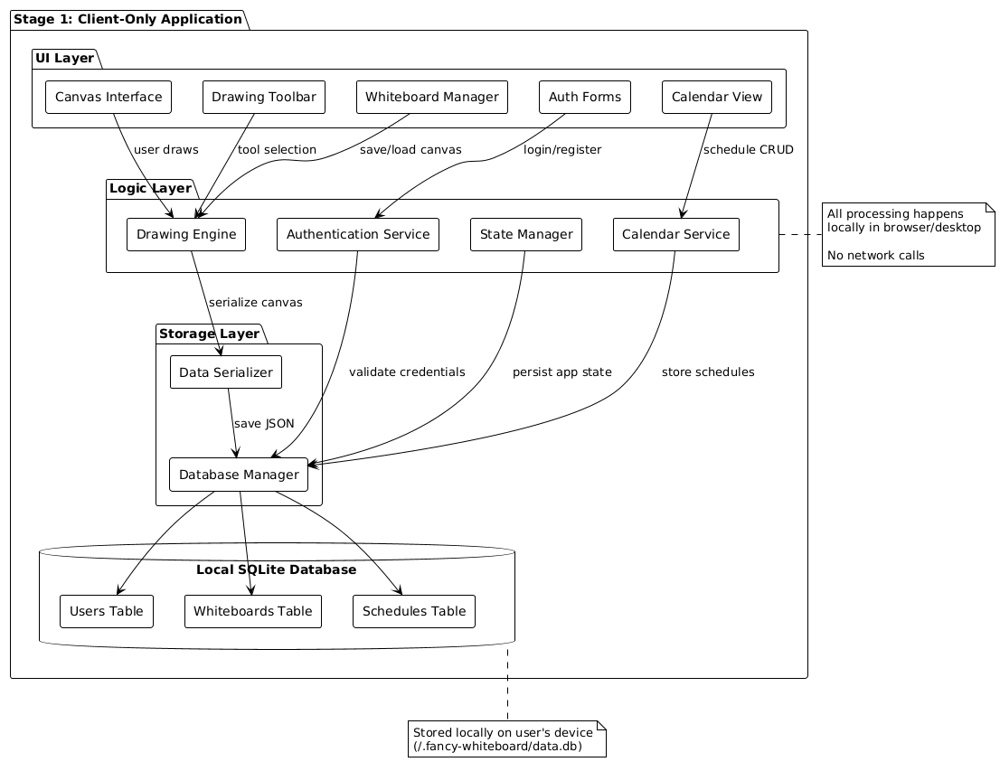 Stage 1: Client-Only Application
UI Layer
Canvas Interface
Drawing Toolbar
Whiteboard Manager
Auth Forms
Calendar View
user draws
tool selection
save/load canvas
login/register
schedule CRUD
Logic Layer
Drawing Engine
Authentication Service
State Manager
Calendar Service
All processing happens
locally in browser/desktop
No network calls
serialize canvas
Storage Layer
Data Serializer
validate credentials
persist app state
store schedules
save JSON
Database Manager
Local SQLite Database
Users Table
Whiteboards Table
Schedules Table
Stored locally on user's device
(/.fancy-whiteboard/data.db)